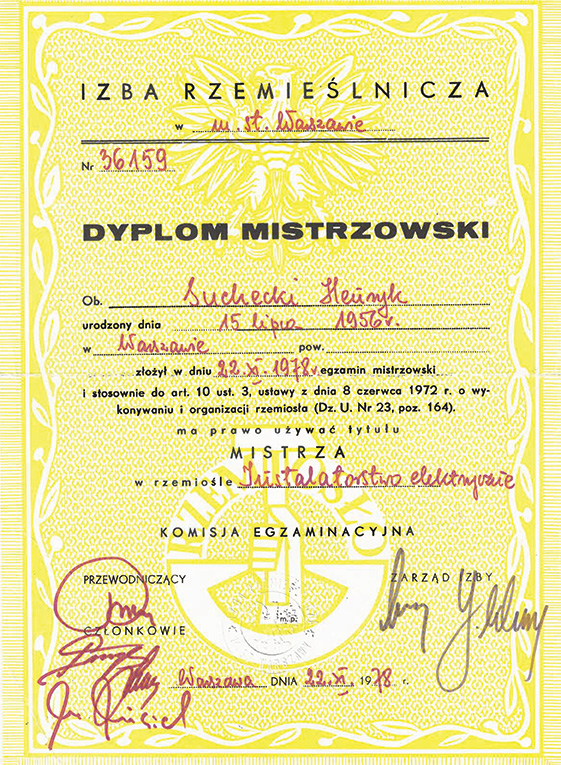 IZBA RZEMIEŚLNICZA
w m. st. Warszawie
Nr 36159
DYPLOM MISTRZOWSKI
Ob. Suchecki Henryk
urodzony dnia 15 lipca 1956 r.
w Warszawie pow.
złożył w dniu 22.XI.1978 r. egzamin mistrzowski
i stosownie do art. 10 ust. 3, ustawy z dnia 8 czerwca 1972 r. o wy-
konywaniu i organizacji rzemiosła (Dz. U. Nr 23, poz. 164).
ma prawo używać tytułu
MISTRZA
w rzemiośle Instalatorstwo elektryczne
RZEMIOSŁO
KOMISJA EGZAMINACYJNA
PRZEWODNICZĄCY ZARZĄD IZBY
m.p.
CZŁONKOWIE
Warszawa DNIA 22.XI. 1978 r.